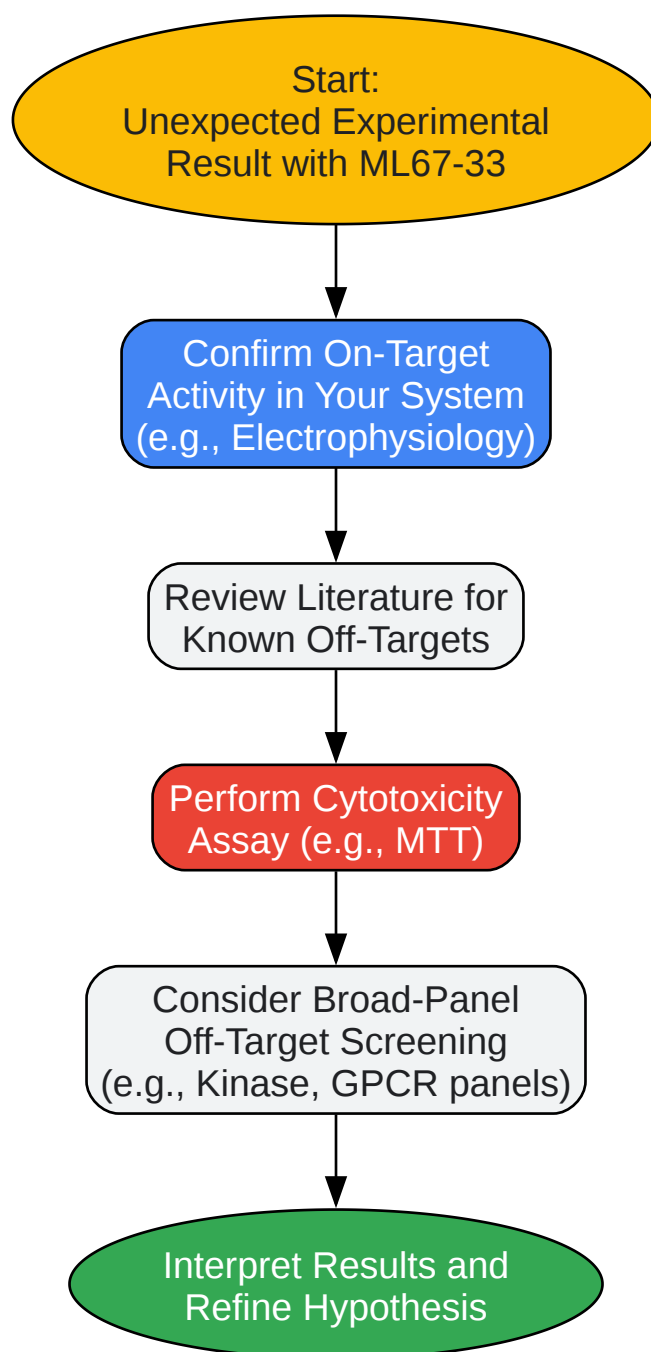 Start:
Unexpected Experimental
Result with ML67-33
Confirm On-Target
Activity in Your System
(e.g., Electrophysiology)
Review Literature for
Known Off-Targets
Perform Cytotoxicity
Assay (e.g., MTT)
Consider Broad-Panel
Off-Target Screening
(e.g., Kinase, GPCR panels)
Interpret Results and
Refine Hypothesis